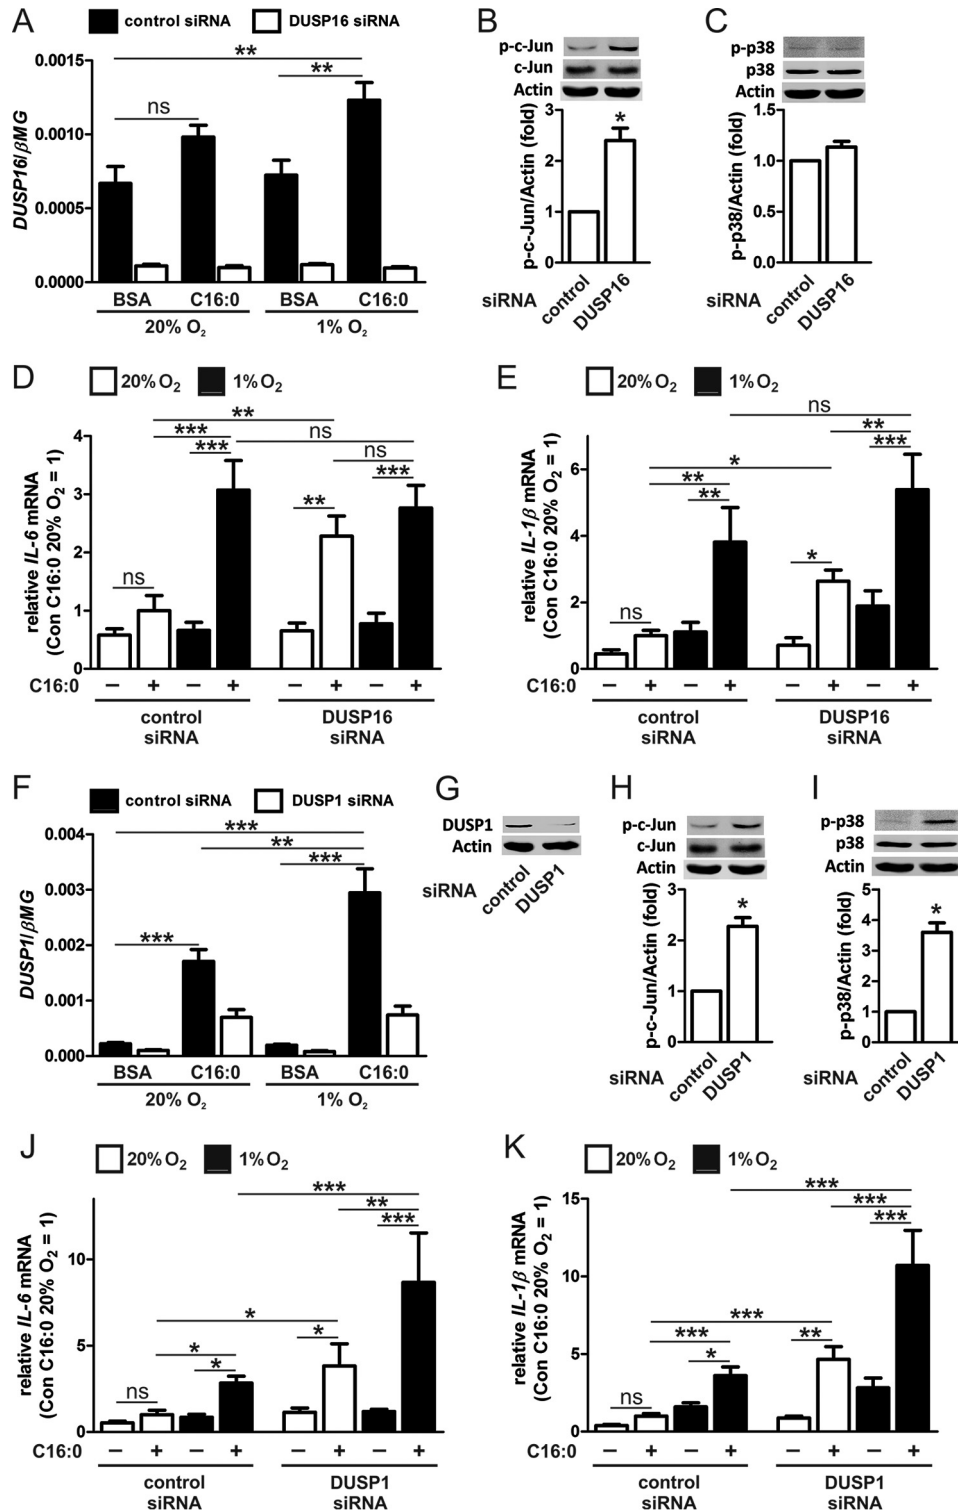 A
control siRNA
DUSP16 siRNA
DUSP16/βMG
0.0015
0.0010
0.0005
0.0000
**
**
ns
BSA
C16:0
BSA
C16:0
20% O₂
1% O₂
B
p-c-Jun
c-Jun
Actin
p-c-Jun/Actin (fold)
3
2
1
0
*
siRNA
control
DUSP16
C
p-p38
p38
Actin
p-p38/Actin (fold)
1.5
1.0
0.5
0.0
siRNA
control
DUSP16
D
20% O₂
1% O₂
relative IL-6 mRNA
(Con C16:0 20% O₂ = 1)
4
3
2
1
0
**
***
ns
***
ns
***
**
ns
C16:0
– + – + – + – +
control
siRNA
DUSP16
siRNA
E
20% O₂
1% O₂
relative IL-1β mRNA
(Con C16:0 20% O₂ = 1)
6
4
2
0
ns
**
***
*
**
**
*
ns
C16:0
– + – + – + – +
control
siRNA
DUSP16
siRNA
F
control siRNA
DUSP1 siRNA
DUSP1/βMG
0.004
0.003
0.002
0.001
0.000
***
**
***
***
BSA
C16:0
BSA
C16:0
20% O₂
1% O₂
G
DUSP1
Actin
siRNA
control
DUSP1
H
p-c-Jun
c-Jun
Actin
p-c-Jun/Actin (fold)
3
2
1
0
*
siRNA
control
DUSP1
I
p-p38
p38
Actin
p-p38/Actin (fold)
5
4
3
2
1
0
*
siRNA
control
DUSP1
J
20% O₂
1% O₂
relative IL-6 mRNA
(Con C16:0 20% O₂ = 1)
10
5
0
***
**
***
*
*
*
*
ns
C16:0
– + – + – + – +
control
siRNA
DUSP1
siRNA
K
20% O₂
1% O₂
relative IL-1β mRNA
(Con C16:0 20% O₂ = 1)
15
10
5
0
***
***
***
***
***
**
*
ns
C16:0
– + – + – + – +
control
siRNA
DUSP1
siRNA